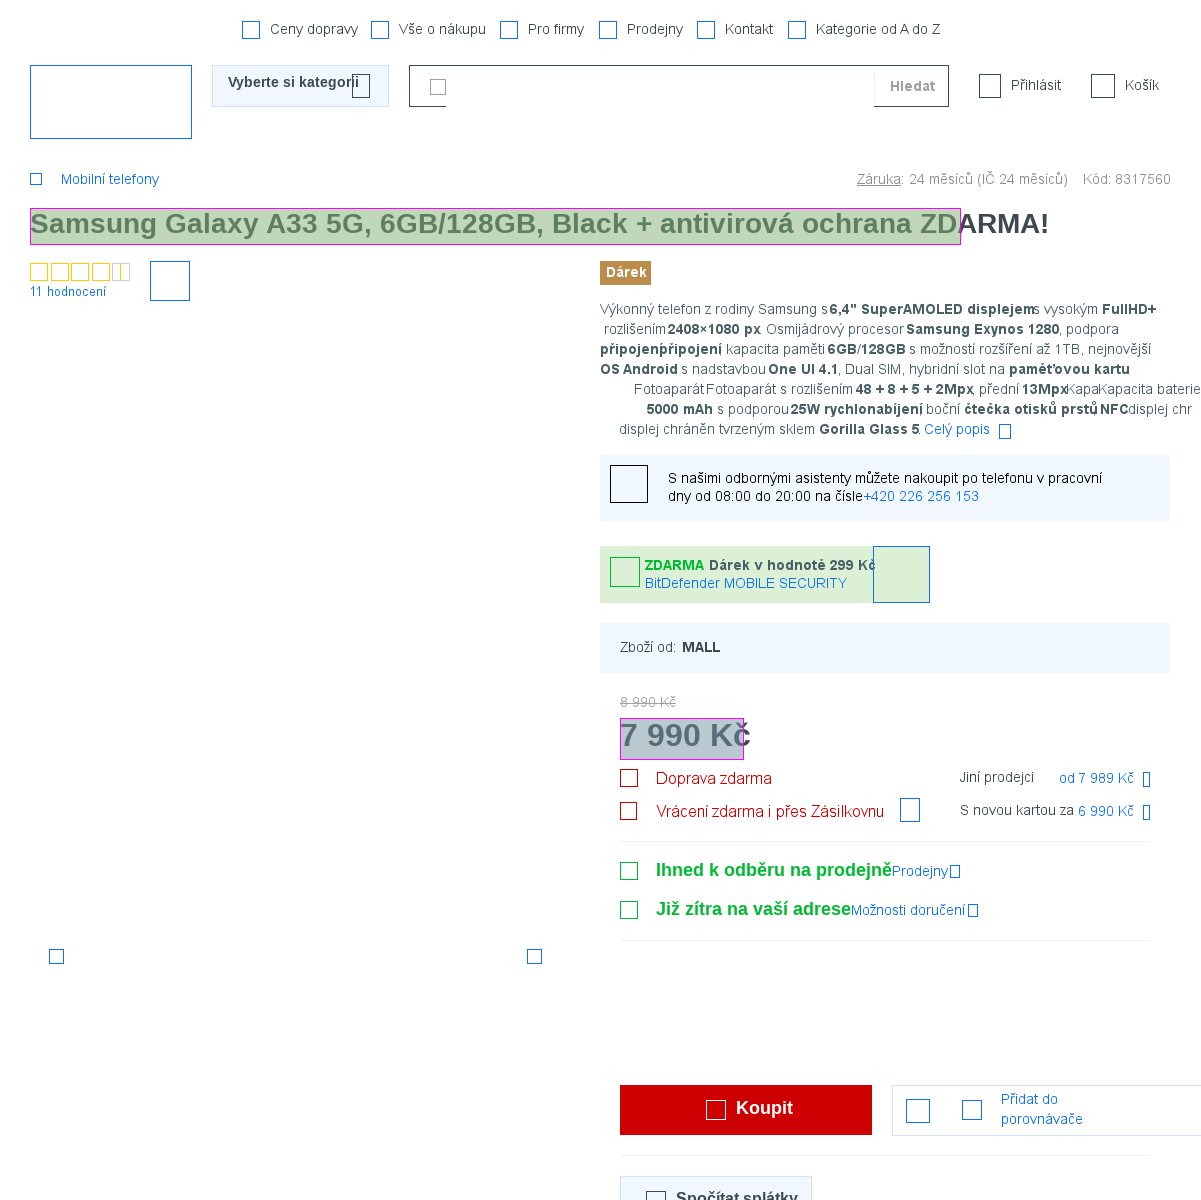 Ceny dopravy Vše o nákupu Pro firmy Prodejny Kontakt Kategorie od A do Z
Vyberte si kategorii Hledat Přihlásit Košík
Mobilní telefony Záruka: 24 měsíců (IČ 24 měsíců) Kód: 8317560
Samsung Galaxy A33 5G, 6GB/128GB, Black + antivirová ochrana ZDARMA!
11 hodnocení
Dárek
Výkonný telefon z rodiny Samsung s 6,4" SuperAMOLED displejem s vysokým FullHD+
rozlišením 2408×1080 px. Osmijádrový procesor Samsung Exynos 1280, podpora
připojení připojení kapacita paměti 6GB/128GB s možností rozšíření až 1TB, nejnovější
OS Android s nadstavbou One UI 4.1, Dual SIM, hybridní slot na paměťovou kartu
Fotoaparát Fotoaparát s rozlišením 48 + 8 + 5 + 2Mpx, přední 13Mpx Kapa Kapacita baterie
5000 mAh s podporou 25W rychlonabíjení, boční čtečka otisků prstů, NFC displej chr
displej chráněn tvrzeným sklem Gorilla Glass 5. Celý popis
S našimi odbornými asistenty můžete nakoupit po telefonu v pracovní
dny od 08:00 do 20:00 na čísle +420 226 256 153
ZDARMA Dárek v hodnotě 299 Kč
BitDefender MOBILE SECURITY
Zboží od: MALL
8 990 Kč
7 990 Kč
Doprava zdarma Jiní prodejci od 7 989 Kč
Vrácení zdarma i přes Zásilkovnu S novou kartou za 6 990 Kč
Ihned k odběru na prodejně Prodejny
Již zítra na vaší adrese Možnosti doručení
Koupit
Přidat do
porovnávače
Spočítat splátky